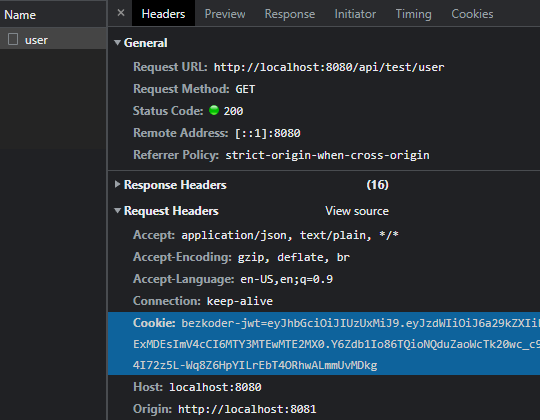 Name
user
× Headers Preview Response Initiator Timing Cookies
▼ General
Request URL: http://localhost:8080/api/test/user
Request Method: GET
Status Code: 200
Remote Address: [::1]:8080
Referrer Policy: strict-origin-when-cross-origin
▶ Response Headers (16)
▼ Request Headers View source
Accept: application/json, text/plain, */*
Accept-Encoding: gzip, deflate, br
Accept-Language: en-US,en;q=0.9
Connection: keep-alive
Cookie: bezkoder-jwt=eyJhbGciOiJIUzUxMiJ9.eyJzdWIiOiJ6a29kZXIi
ExMDEsImV4cCI6MTY3MTEwMTE2MX0.Y6Zdb1Io86TQioNQduZaoWcTk20wc_c9
4I72z5L-Wq8Z6HpYILrEbT4ORhwALmmUvMDkg
Host: localhost:8080
Origin: http://localhost:8081